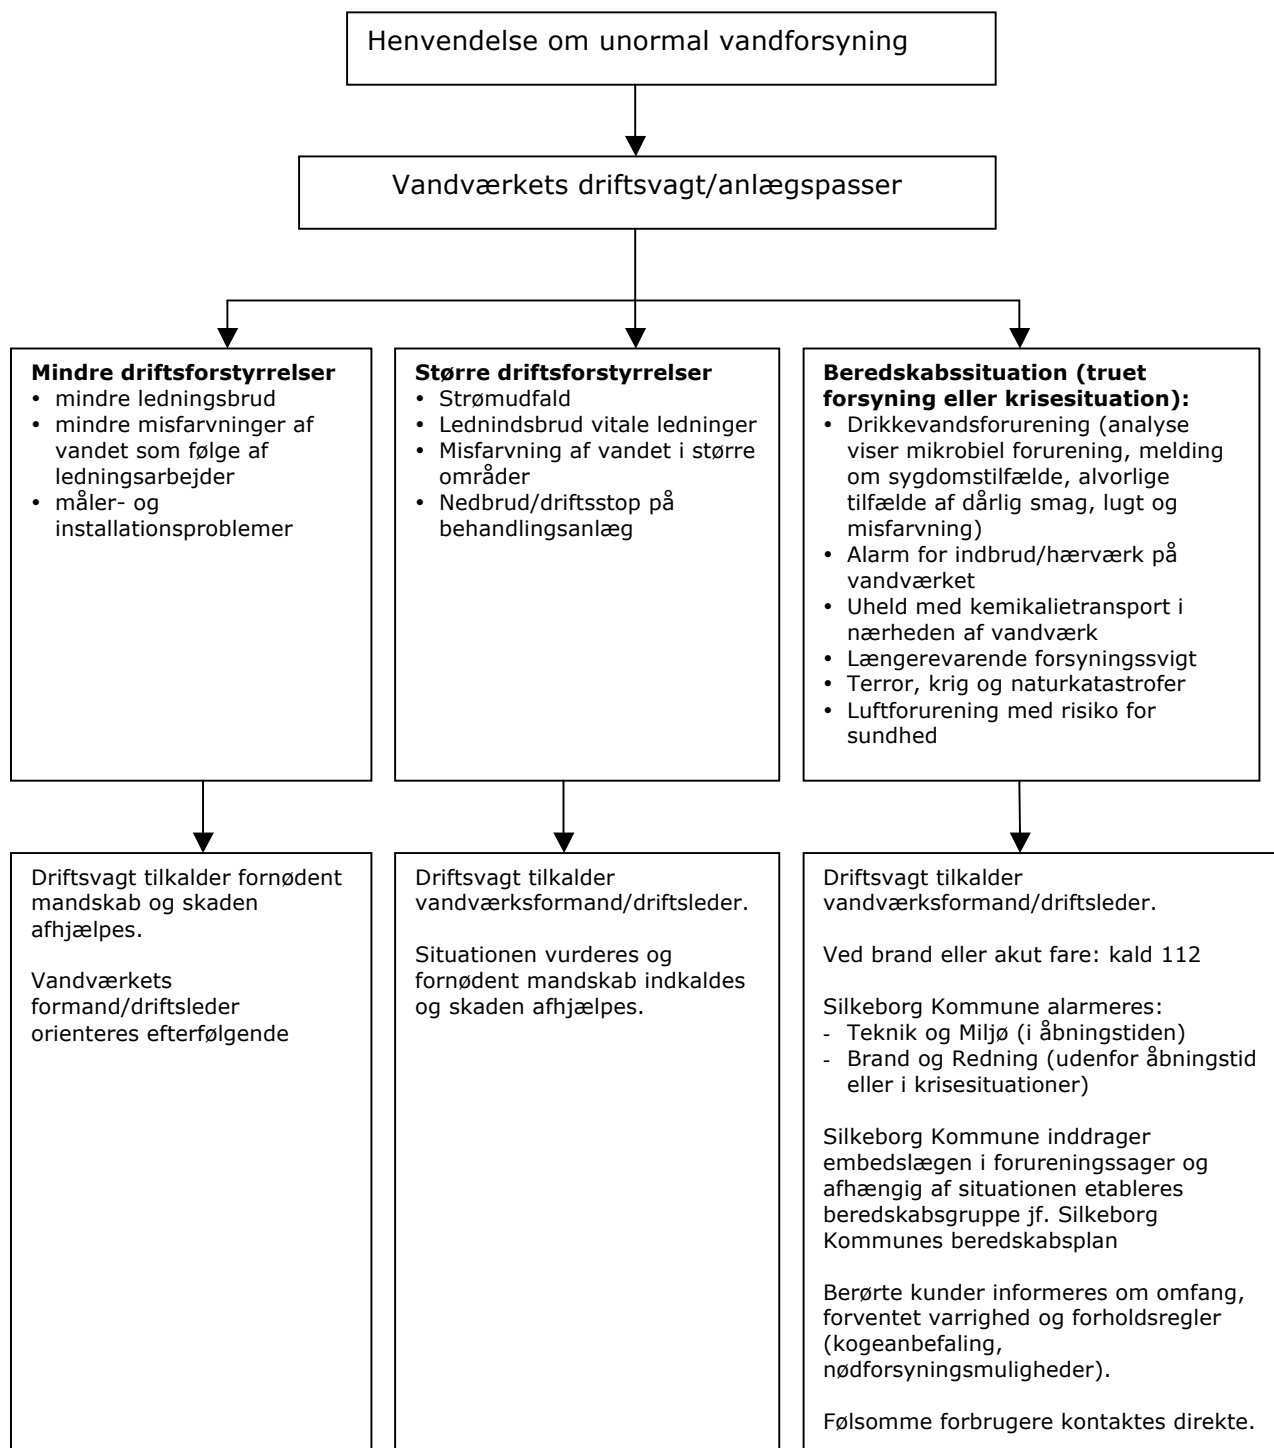 Henvendelse om unormal vandforsyning
Vandværkets driftsvagt/anlægspasser
Mindre driftsforstyrrelser
• mindre ledningsbrud
• mindre misfarvninger af
vandet som følge af
ledningsarbejder
• måler- og
installationsproblemer
Større driftsforstyrrelser
• Strømudfald
• Lednindsbrud vitale ledninger
• Misfarvning af vandet i større
områder
• Nedbrud/driftsstop på
behandlingsanlæg
Beredskabssituation (truet
forsyning eller krisesituation):
• Drikkevandsforurening (analyse
viser mikrobiel forurening, melding
om sygdomstilfælde, alvorlige
tilfælde af dårlig smag, lugt og
misfarvning)
• Alarm for indbrud/hærværk på
vandværket
• Uheld med kemikalietransport i
nærheden af vandværk
• Længerevarende forsyningssvigt
• Terror, krig og naturkatastrofer
• Luftforurening med risiko for
sundhed
Driftsvagt tilkalder fornødent
mandskab og skaden
afhjælpes.
Vandværkets
formand/driftsleder
orienteres efterfølgende
Driftsvagt tilkalder
vandværksformand/driftsleder.
Situationen vurderes og
fornødent mandskab indkaldes
og skaden afhjælpes.
Driftsvagt tilkalder
vandværksformand/driftsleder.
Ved brand eller akut fare: kald 112
Silkeborg Kommune alarmeres:
- Teknik og Miljø (i åbningstiden)
- Brand og Redning (udenfor åbningstid
eller i krisesituationer)
Silkeborg Kommune inddrager
embedslægen i forureningssager og
afhængig af situationen etableres
beredskabsgruppe jf. Silkeborg
Kommunes beredskabsplan
Berørte kunder informeres om omfang,
forventet varrighed og forholdsregler
(kogeanbefaling,
nødforsyningsmuligheder).
Følsomme forbrugere kontaktes direkte.